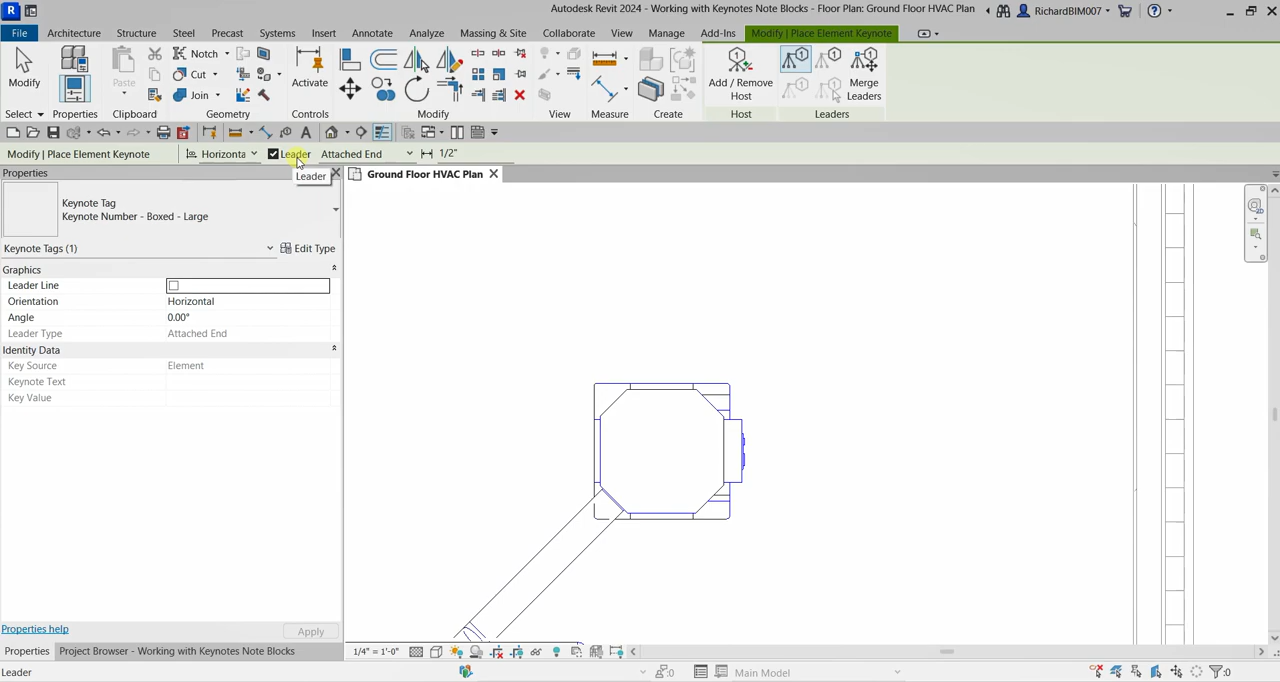 R
Autodesk Revit 2024 - Working with Keynotes Note Blocks - Floor Plan: Ground Floor HVAC Plan
RichardBIM007
File Architecture Structure Steel Precast Systems Insert Annotate Analyze Massing & Site Collaborate View Manage Add-Ins Modify | Place Element Keynote
Modify
Paste
Notch
Cut
Join
Activate
Add / Remove
Host
Merge
Leaders
Select Properties Clipboard Geometry Controls Modify View Measure Create Host Leaders
Modify | Place Element Keynote Horizonta Leader Attached End 1/2"
Properties
Leader
Ground Floor HVAC Plan
Keynote Tag
Keynote Number - Boxed - Large
Keynote Tags (1)
Edit Type
Graphics
Leader Line
Orientation Horizontal
Angle 0.00°
Leader Type Attached End
Identity Data
Key Source Element
Keynote Text
Key Value
Properties help
Apply
Properties Project Browser - Working with Keynotes Note Blocks
1/4" = 1'-0"
Leader
:0
Main Model
:0